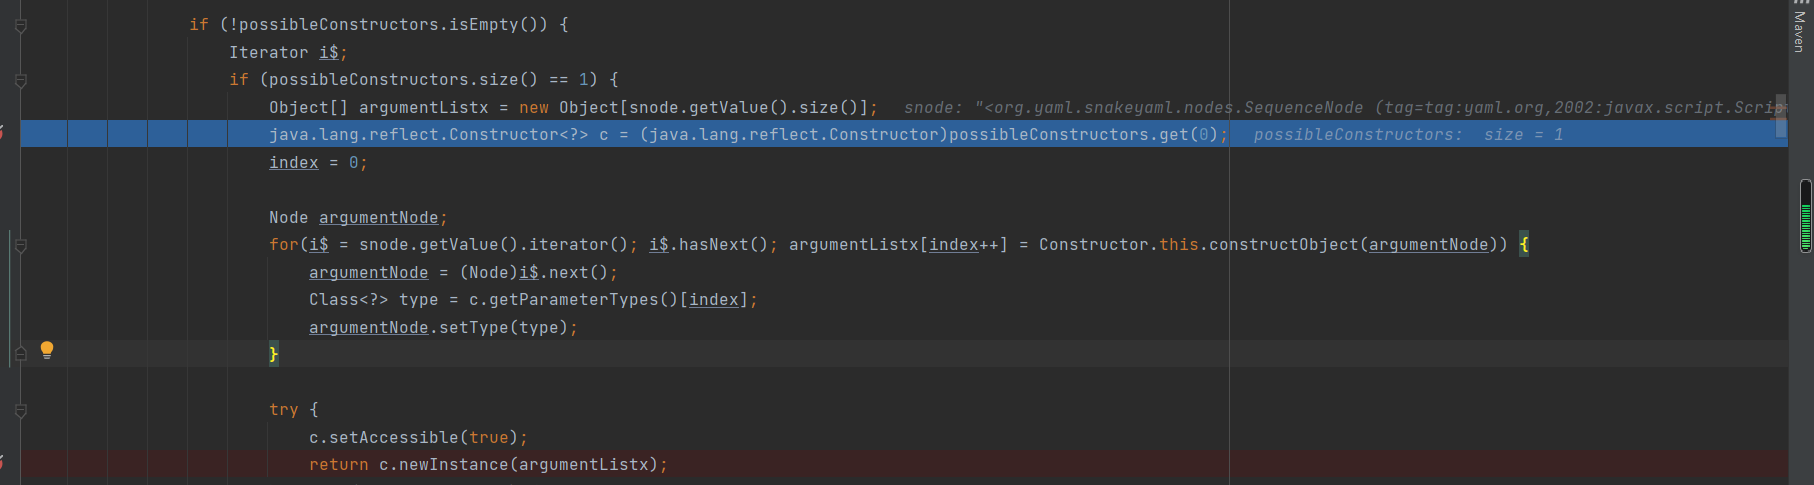 if (!possibleConstructors.isEmpty()) {
Iterator i$;
if (possibleConstructors.size() == 1) {
Object[] argumentListx = new Object[snode.getValue().size()]; snode: "<org.yaml.snakeyaml.nodes.SequenceNode (tag=tag:yaml.org,2002:javax.script.Script
java.lang.reflect.Constructor<?> c = (java.lang.reflect.Constructor)possibleConstructors.get(0); possibleConstructors: size = 1
index = 0;
Node argumentNode;
for(i$ = snode.getValue().iterator(); i$.hasNext(); argumentListx[index++] = Constructor.this.constructObject(argumentNode)) {
argumentNode = (Node)i$.next();
Class<?> type = c.getParameterTypes()[index];
argumentNode.setType(type);
}
try {
c.setAccessible(true);
return c.newInstance(argumentListx);
Maven